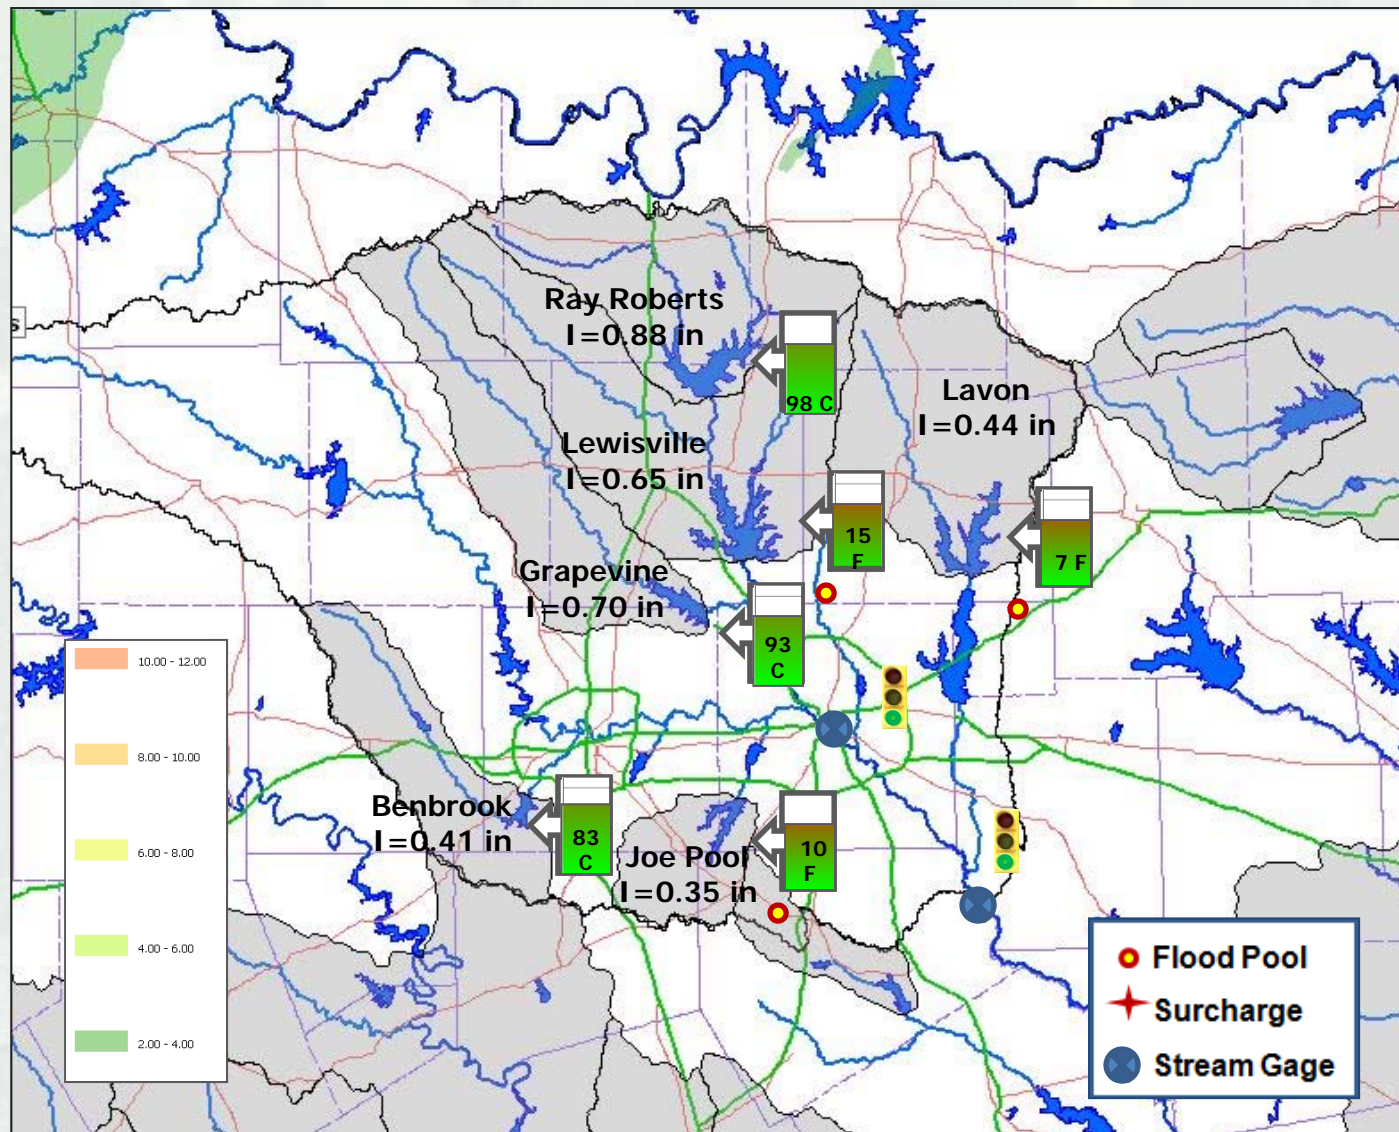 Ray Roberts
I=0.88 in
98 C
Lavon
I=0.44 in
Lewisville
I=0.65 in
15
F
7 F
Grapevine
I=0.70 in
93
C
10.00 - 12.00
8.00 - 10.00
6.00 - 8.00
4.00 - 6.00
2.00 - 4.00
Benbrook
I=0.41 in
83
C
Joe Pool
I=0.35 in
10
F
Flood Pool
Surcharge
Stream Gage